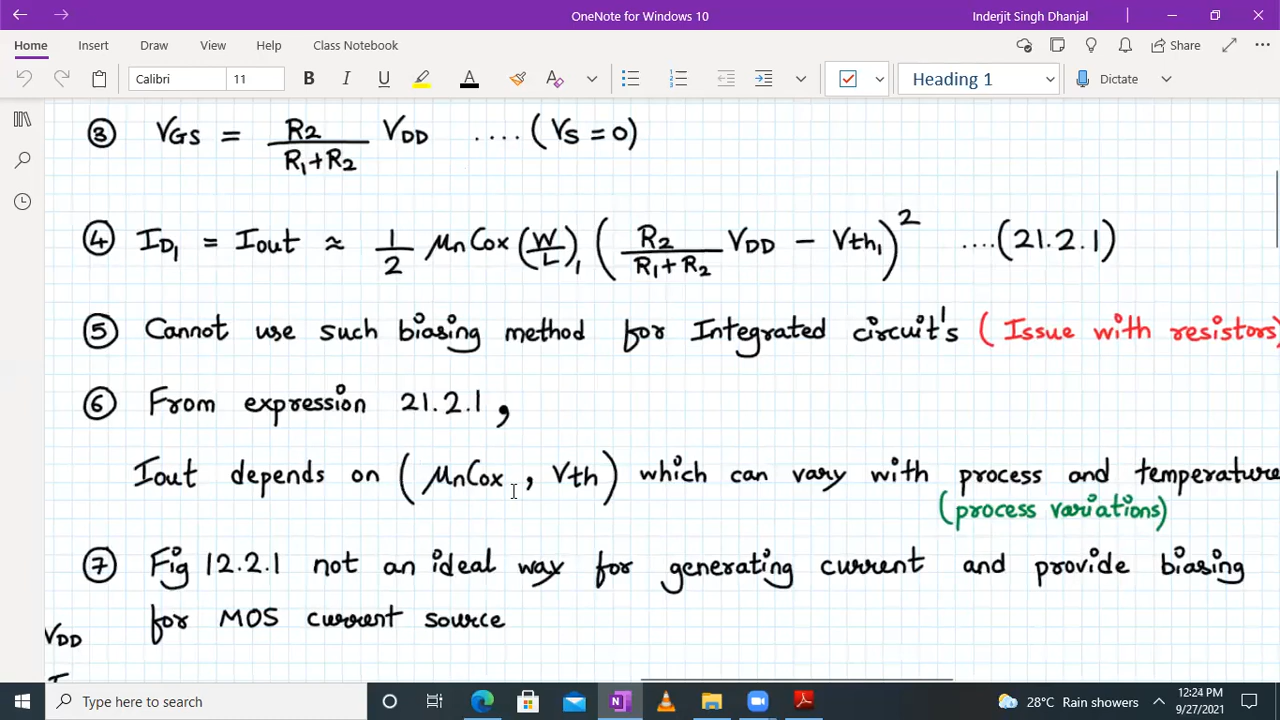 OneNote for Windows 10
Inderjit Singh Dhanjal
Home Insert Draw View Help Class Notebook Share
Calibri 11 B I U A Heading 1 Dictate
③ VGS = R2/(R1+R2) VDD ....(VS=0)
④ ID1 = Iout ≈ 1/2 μnCox (W/L)1 (R2/(R1+R2) VDD - Vth1)² ....(21.2.1)
⑤ Cannot use such biasing method for Integrated circuit's (Issue with resistors)
⑥ From expression 21.2.1,
Iout depends on (μnCox, Vth) which can vary with process and temperature
(process variations)
⑦ Fig 12.2.1 not an ideal way for generating current and provide biasing
for MOS current source
VDD
Type here to search
28°C Rain showers
12:24 PM
9/27/2021